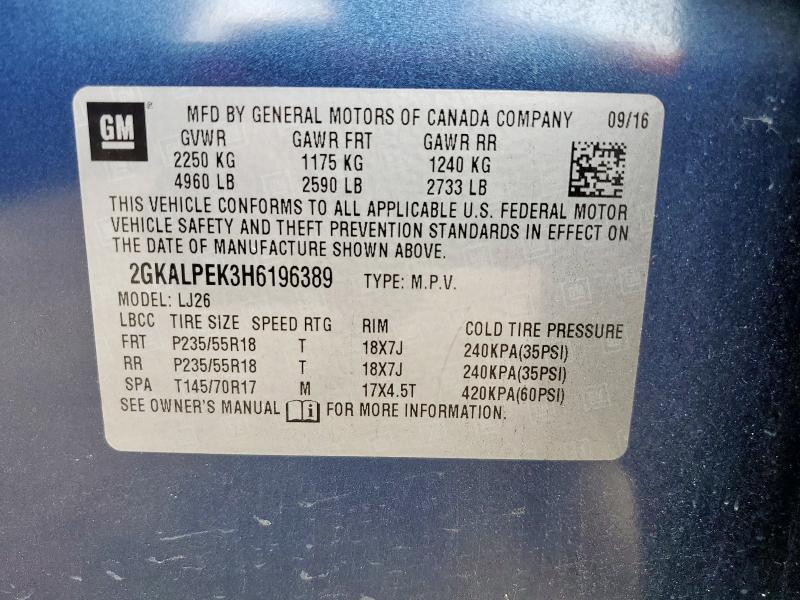 GM ® MFD BY GENERAL MOTORS OF CANADA COMPANY 09/16
GVWR GAWR FRT GAWR RR
2250 KG 1175 KG 1240 KG
4960 LB 2590 LB 2733 LB
THIS VEHICLE CONFORMS TO ALL APPLICABLE U.S. FEDERAL MOTOR
VEHICLE SAFETY AND THEFT PREVENTION STANDARDS IN EFFECT ON
THE DATE OF MANUFACTURE SHOWN ABOVE.
2GKALPEK3H6196389 TYPE: M.P.V.
MODEL: LJ26
LBCC TIRE SIZE SPEED RTG RIM COLD TIRE PRESSURE
FRT P235/55R18 T 18X7J 240KPA(35PSI)
RR P235/55R18 T 18X7J 240KPA(35PSI)
SPA T145/70R17 M 17X4.5T 420KPA(60PSI)
SEE OWNER'S MANUAL i FOR MORE INFORMATION.